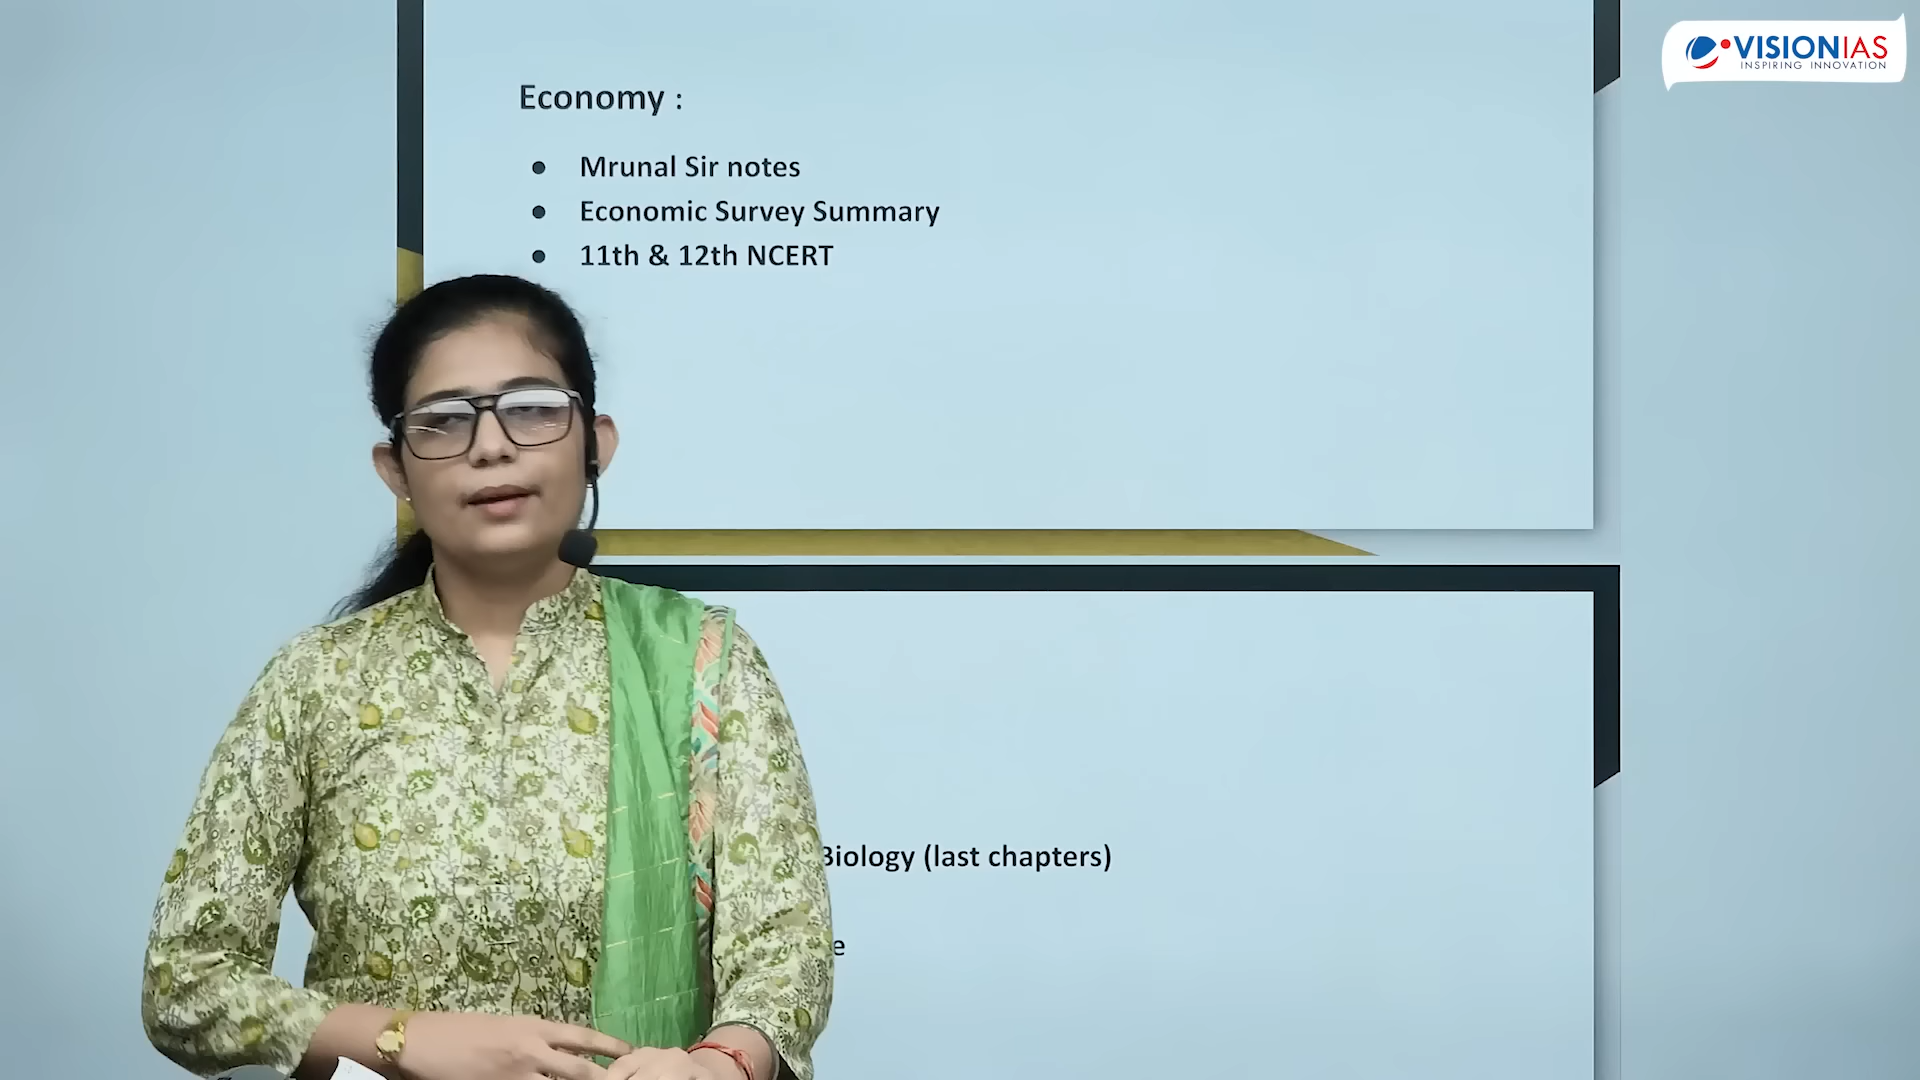 VISIONIAS
INSPIRING INNOVATION
Economy :
● Mrunal Sir notes
● Economic Survey Summary
● 11th & 12th NCERT
Biology (last chapters)